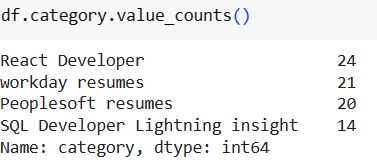 df.category.value_counts()
React Developer 24
workday resumes 21
Peoplesoft resumes 20
SQL Developer Lightning insight 14
Name: category, dtype: int64